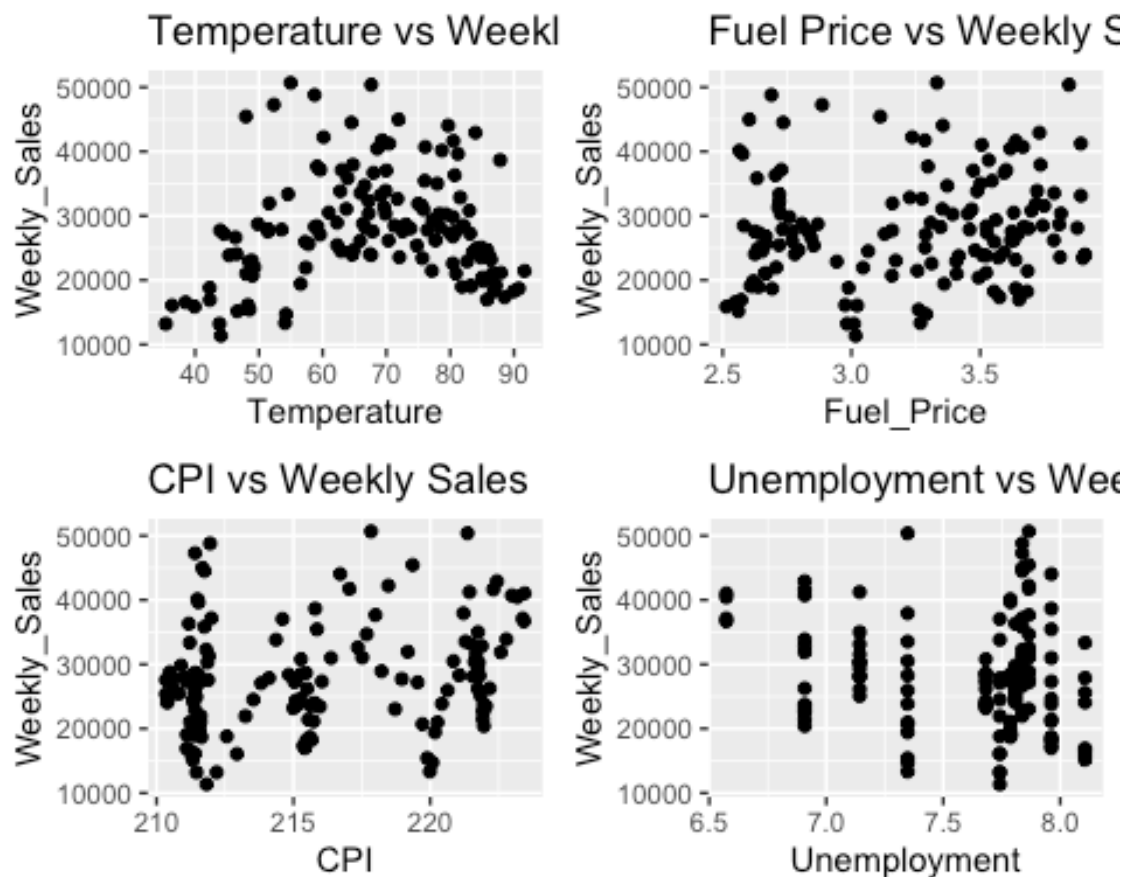 Temperature vs Weekl
Weekly_Sales
50000
40000
30000
20000
10000
40 50 60 70 80 90
Temperature
Fuel Price vs Weekly S
Weekly_Sales
50000
40000
30000
20000
10000
2.5 3.0 3.5
Fuel_Price
CPI vs Weekly Sales
Weekly_Sales
50000
40000
30000
20000
10000
210 215 220
CPI
Unemployment vs Wee
Weekly_Sales
50000
40000
30000
20000
10000
6.5 7.0 7.5 8.0
Unemployment